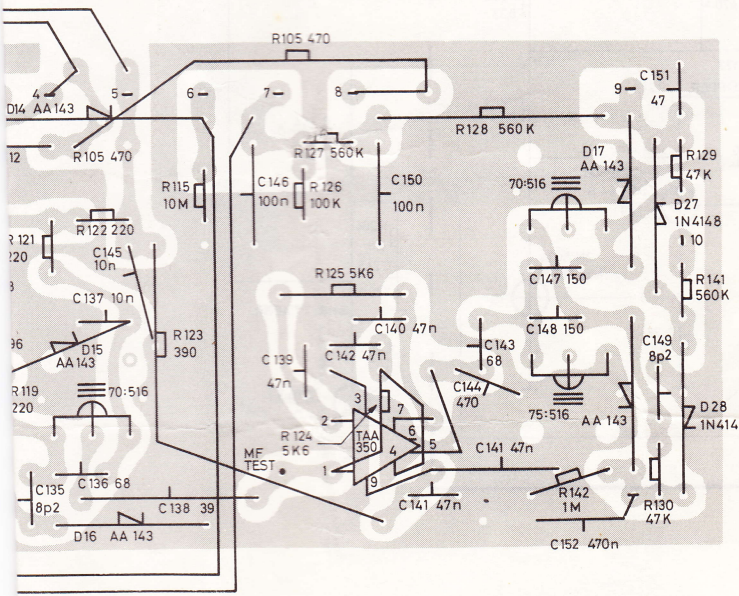 R105 470
4
5
6
7
8
9
C151
47
D14 AA143
12
R105 470
R127 560K
R128 560K
D17
AA 143
R129
47K
R115
10M
C146
100n
R126
100K
C150
100n
70:516
D27
1N4148
110
R121
220
R122 220
C145
10n
R125 5K6
C147 150
R141
560K
C137 10n
C140 47n
C148 150
96
D15
AA143
R123
390
C139
47n
C142 47n
C143
68
C149
8p2
R119
220
70:516
C144
470
75:516
AA 143
D28
1N414
3
7
2
R124
5K6
TAA
350
6
4
5
MF
TEST
1
9
C141 47n
C135
8p2
C136 68
C138 39
C141 47n
R142
1M
R130
47K
D16 AA 143
C152 470n